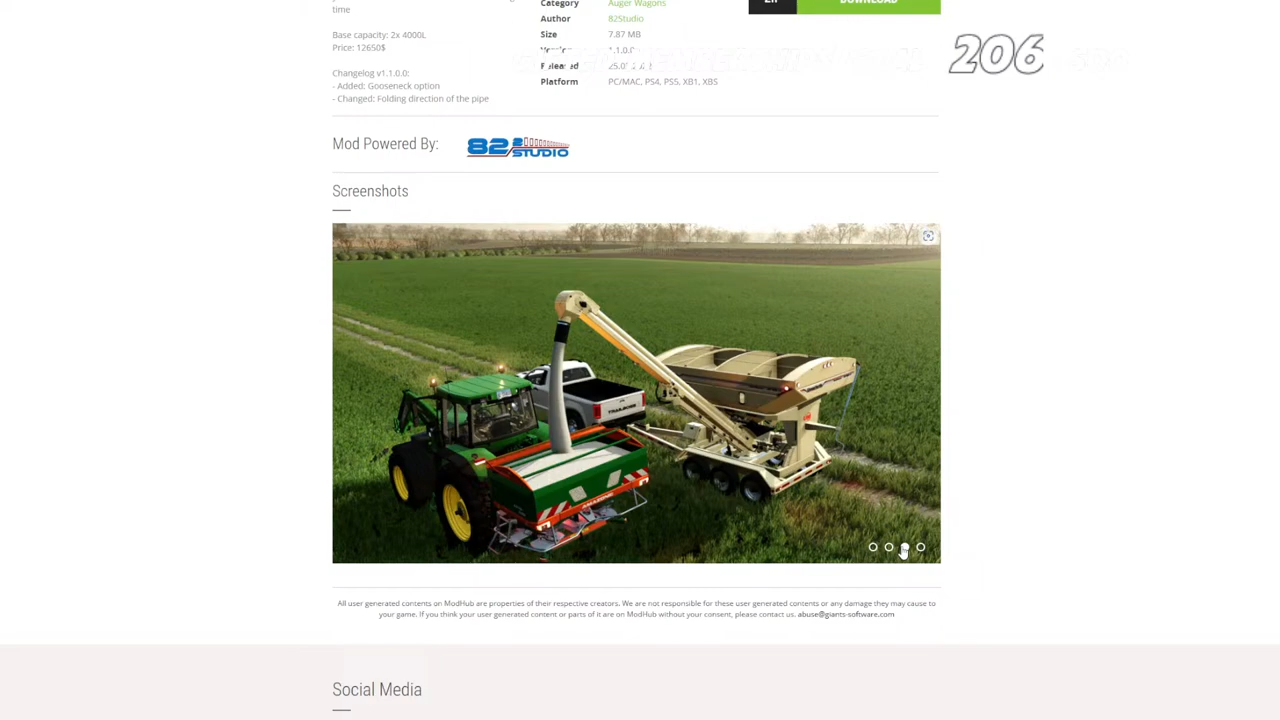 time
Category Auger Wagons
Author 82Studio
Size 7.87 MB
Base capacity: 2x 4000L
Price: 12650$
206
Changelog v1.1.0.0:
- Added: Gooseneck option
- Changed: Folding direction of the pipe
Platform PC/MAC, PS4, PS5, XB1, XBS
Mod Powered By:
82 STUDIO
Screenshots
All user generated contents on ModHub are properties of their respective creators. We are not responsible for these user generated contents or any damage they may cause to
your game. If you think your user generated content or parts of it are on ModHub without your consent, please contact us. abuse@giants-software.com
Social Media